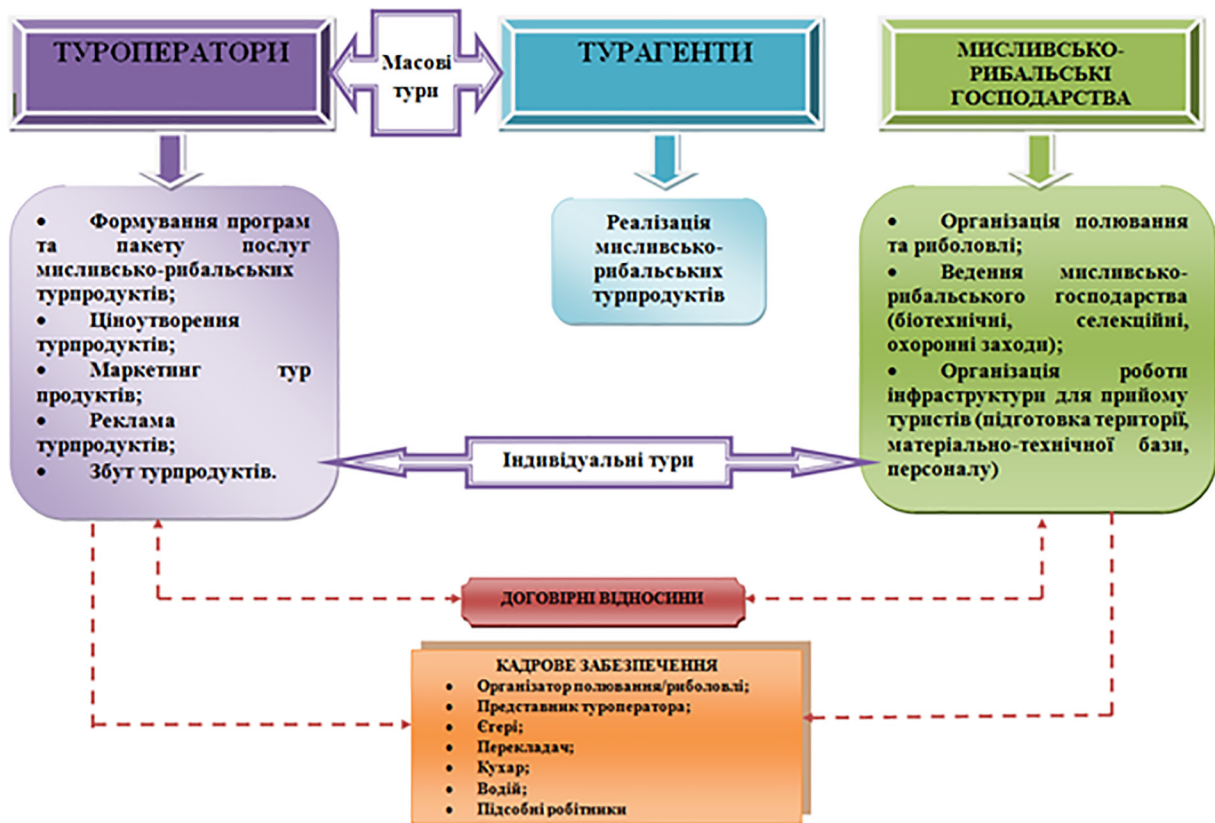 ТУРОПЕРАТОРИ
Масові
тури
ТУРАГЕНТИ
МИСЛИВСЬКО-
РИБАЛЬСЬКІ
ГОСПОДАРСТВА
• Формування програм
та пакету послуг
мисливсько-рибальських
турпродуктів;
• Ціноутворення
турпродуктів;
• Маркетинг тур
продуктів;
• Реклама
турпродуктів;
• Збут турпродуктів.
Реалізація
мисливсько-
рибальських
турпродуктів
• Організація полювання
та риболовлі;
• Ведення мисливсько-
рибальського господарства
(біотехнічні, селекційні,
охоронні заходи);
• Організація роботи
інфраструктури для прийому
туристів (підготовка території,
матеріально-технічної бази,
персоналу)
Індивідуальні тури
ДОГОВІРНІ ВІДНОСИНИ
КАДРОВЕ ЗАБЕЗПЕЧЕННЯ
• Організатор полювання/риболовлі;
• Представник туроператора;
• Єгері;
• Перекладач;
• Кухар;
• Водій;
• Підсобні робітники